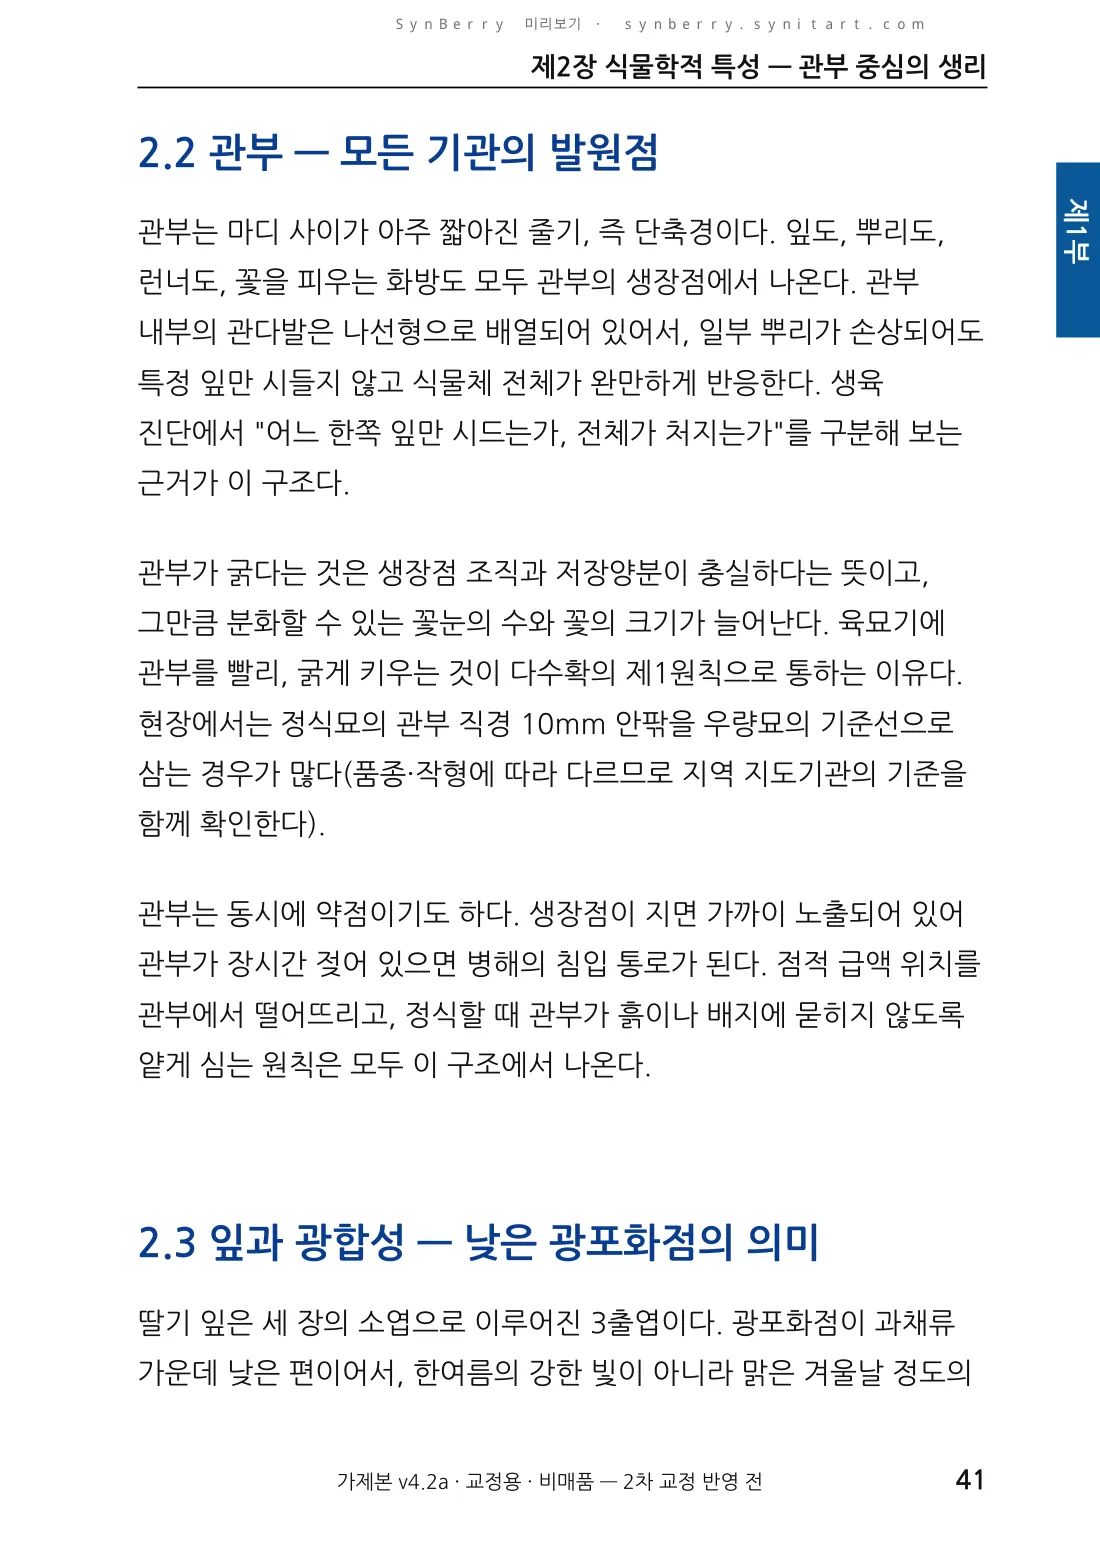 SynBerry 미리보기 · synberry.synitart.com
제2장 식물학적 특성 — 관부 중심의 생리
2.2 관부 — 모든 기관의 발원점
제1부
관부는 마디 사이가 아주 짧아진 줄기, 즉 단축경이다. 잎도, 뿌리도,
런너도, 꽃을 피우는 화방도 모두 관부의 생장점에서 나온다. 관부
내부의 관다발은 나선형으로 배열되어 있어서, 일부 뿌리가 손상되어도
특정 잎만 시들지 않고 식물체 전체가 완만하게 반응한다. 생육
진단에서 "어느 한쪽 잎만 시드는가, 전체가 처지는가"를 구분해 보는
근거가 이 구조다.
관부가 굵다는 것은 생장점 조직과 저장양분이 충실하다는 뜻이고,
그만큼 분화할 수 있는 꽃눈의 수와 꽃의 크기가 늘어난다. 육묘기에
관부를 빨리, 굵게 키우는 것이 다수확의 제1원칙으로 통하는 이유다.
현장에서는 정식묘의 관부 직경 10mm 안팎을 우량묘의 기준선으로
삼는 경우가 많다(품종·작형에 따라 다르므로 지역 지도기관의 기준을
함께 확인한다).
관부는 동시에 약점이기도 하다. 생장점이 지면 가까이 노출되어 있어
관부가 장시간 젖어 있으면 병해의 침입 통로가 된다. 점적 급액 위치를
관부에서 떨어뜨리고, 정식할 때 관부가 흙이나 배지에 묻히지 않도록
얕게 심는 원칙은 모두 이 구조에서 나온다.
2.3 잎과 광합성 — 낮은 광포화점의 의미
딸기 잎은 세 장의 소엽으로 이루어진 3출엽이다. 광포화점이 과채류
가운데 낮은 편이어서, 한여름의 강한 빛이 아니라 맑은 겨울날 정도의
가제본 v4.2a · 교정용 · 비매품 — 2차 교정 반영 전
41